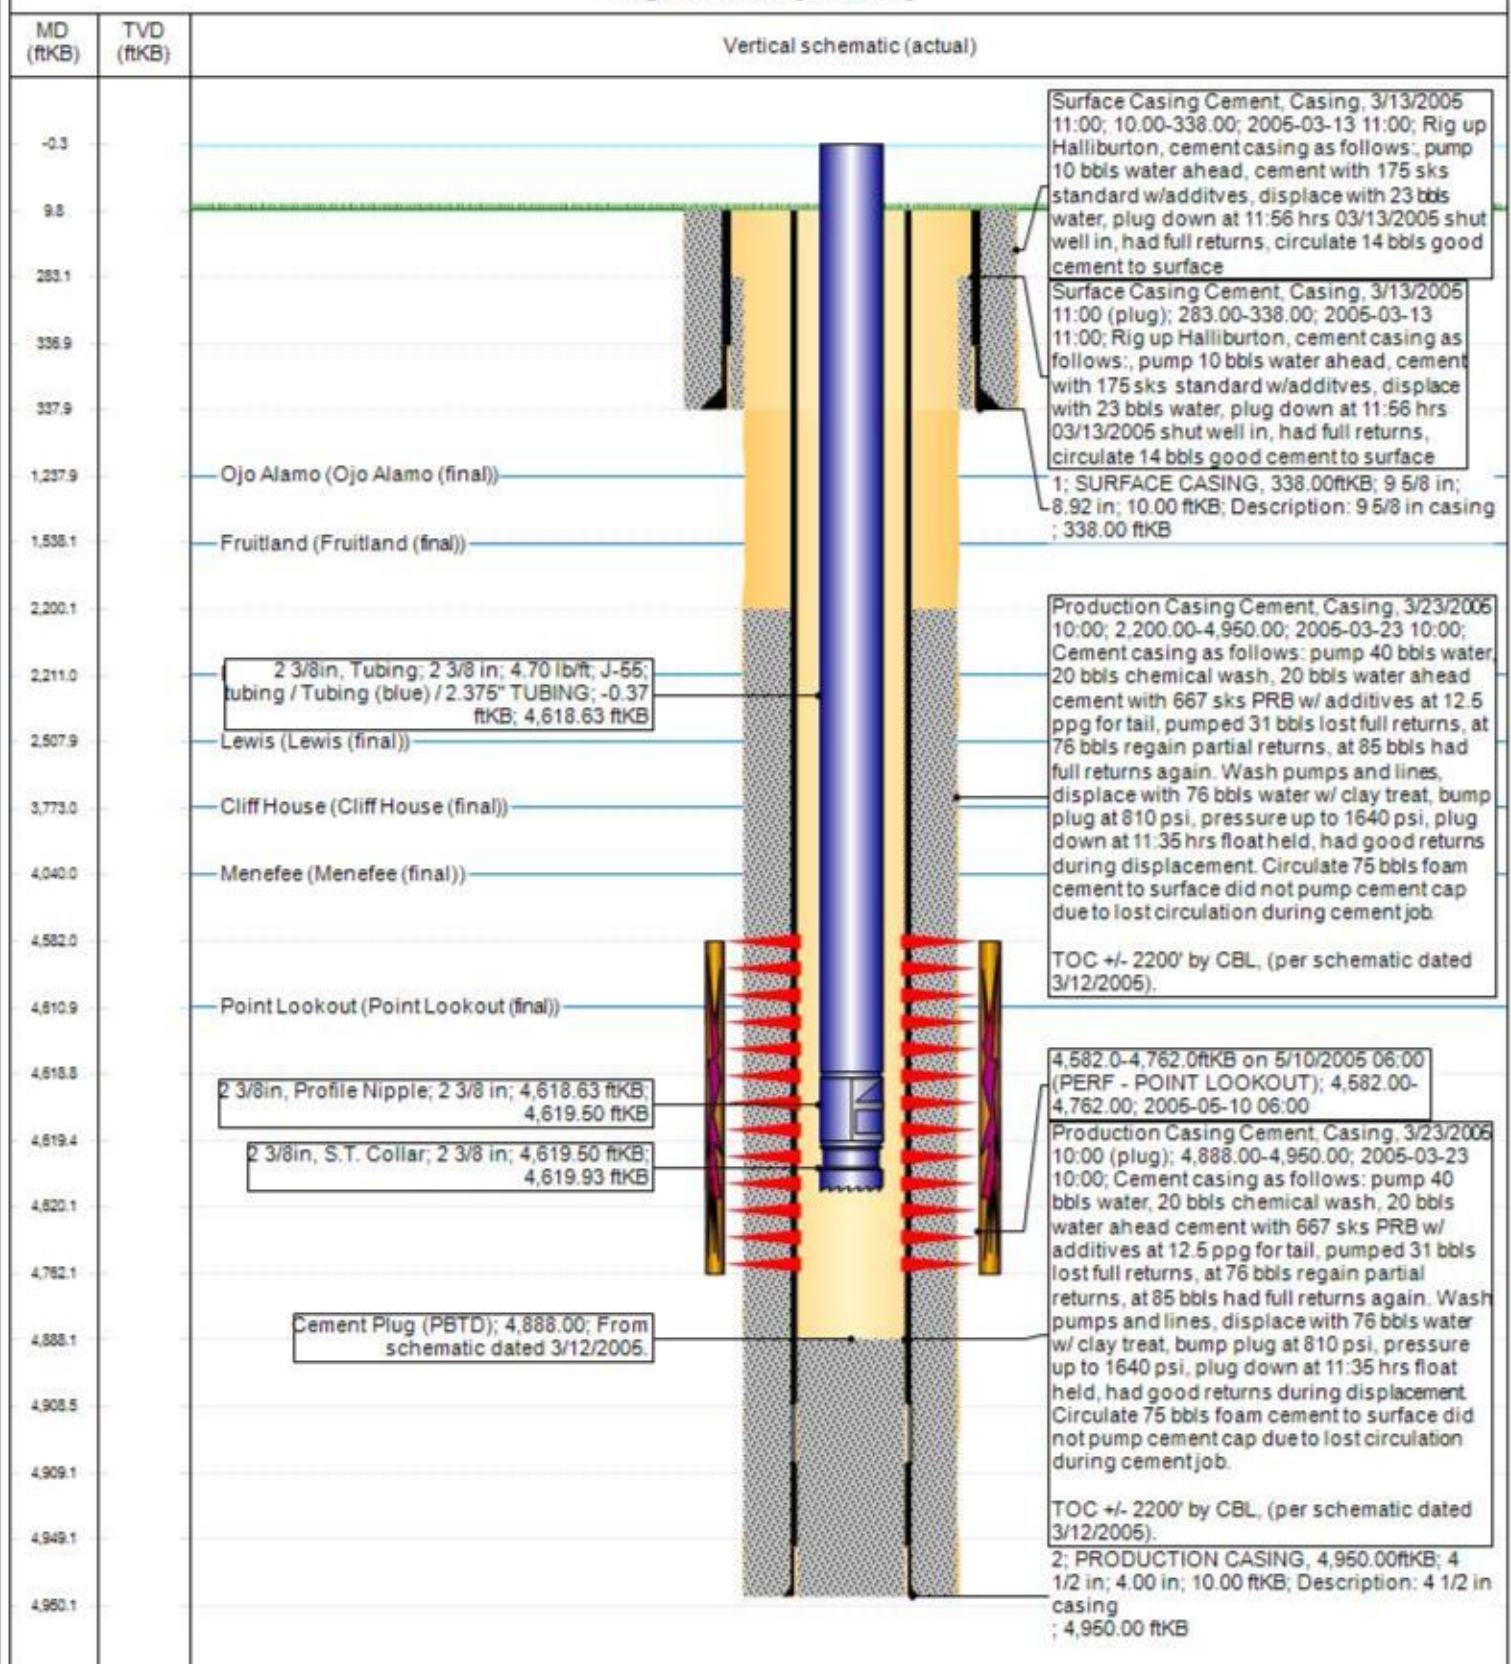 MD
(ftKB)
TVD
(ftKB)
Vertical schematic (actual)
-0.3
9.8
283.1
336.9
337.9
1,237.9
1,538.1
2,200.1
2,211.0
2,507.9
3,773.0
4,040.0
4,582.0
4,610.9
4,618.8
4,619.4
4,620.1
4,762.1
4,888.1
4,908.5
4,909.1
4,949.1
4,950.1
Ojo Alamo (Ojo Alamo (final))
Fruitland (Fruitland (final))
2 3/8in, Tubing; 2 3/8 in; 4.70 lb/ft; J-55;
tubing / Tubing (blue) / 2.375" TUBING; -0.37
ftKB; 4,618.63 ftKB
Lewis (Lewis (final))
Cliff House (Cliff House (final))
Menefee (Menefee (final))
Point Lookout (Point Lookout (final))
2 3/8in, Profile Nipple; 2 3/8 in; 4,618.63 ftKB;
4,619.50 ftKB
2 3/8in, S.T. Collar; 2 3/8 in; 4,619.50 ftKB;
4,619.93 ftKB
Cement Plug (PBTD); 4,888.00; From
schematic dated 3/12/2005.
Surface Casing Cement, Casing, 3/13/2005
11:00; 10.00-338.00; 2005-03-13 11:00; Rig up
Halliburton, cement casing as follows:, pump
10 bbls water ahead, cement with 175 sks
standard w/additves, displace with 23 bbls
water, plug down at 11:56 hrs 03/13/2005 shut
well in, had full returns, circulate 14 bbls good
cement to surface
Surface Casing Cement, Casing, 3/13/2005
11:00 (plug); 283.00-338.00; 2005-03-13
11:00; Rig up Halliburton, cement casing as
follows:, pump 10 bbls water ahead, cement
with 175 sks standard w/additves, displace
with 23 bbls water, plug down at 11:56 hrs
03/13/2005 shut well in, had full returns,
circulate 14 bbls good cement to surface
1; SURFACE CASING, 338.00ftKB; 9 5/8 in;
8.92 in; 10.00 ftKB; Description: 9 5/8 in casing
; 338.00 ftKB
Production Casing Cement, Casing, 3/23/2005
10:00; 2,200.00-4,950.00; 2005-03-23 10:00;
Cement casing as follows: pump 40 bbls water,
20 bbls chemical wash, 20 bbls water ahead
cement with 667 sks PRB w/ additives at 12.5
ppg for tail, pumped 31 bbls lost full returns, at
76 bbls regain partial returns, at 85 bbls had
full returns again. Wash pumps and lines,
displace with 76 bbls water w/ clay treat, bump
plug at 810 psi, pressure up to 1640 psi, plug
down at 11:35 hrs float held, had good returns
during displacement. Circulate 75 bbls foam
cement to surface did not pump cement cap
due to lost circulation during cement job.
TOC +/- 2200' by CBL, (per schematic dated
3/12/2005).
4,582.0-4,762.0ftKB on 5/10/2005 06:00
(PERF - POINT LOOKOUT); 4,582.00-
4,762.00; 2005-05-10 06:00
Production Casing Cement, Casing, 3/23/2005
10:00 (plug); 4,888.00-4,950.00; 2005-03-23
10:00; Cement casing as follows: pump 40
bbls water, 20 bbls chemical wash, 20 bbls
water ahead cement with 667 sks PRB w/
additives at 12.5 ppg for tail, pumped 31 bbls
lost full returns, at 76 bbls regain partial
returns, at 85 bbls had full returns again. Wash
pumps and lines, displace with 76 bbls water
w/ clay treat, bump plug at 810 psi, pressure
up to 1640 psi, plug down at 11:35 hrs float
held, had good returns during displacement.
Circulate 75 bbls foam cement to surface did
not pump cement cap due to lost circulation
during cement job.
TOC +/- 2200' by CBL, (per schematic dated
3/12/2005).
2; PRODUCTION CASING, 4,950.00ftKB; 4
1/2 in; 4.00 in; 10.00 ftKB; Description: 4 1/2 in
casing
; 4,950.00 ftKB